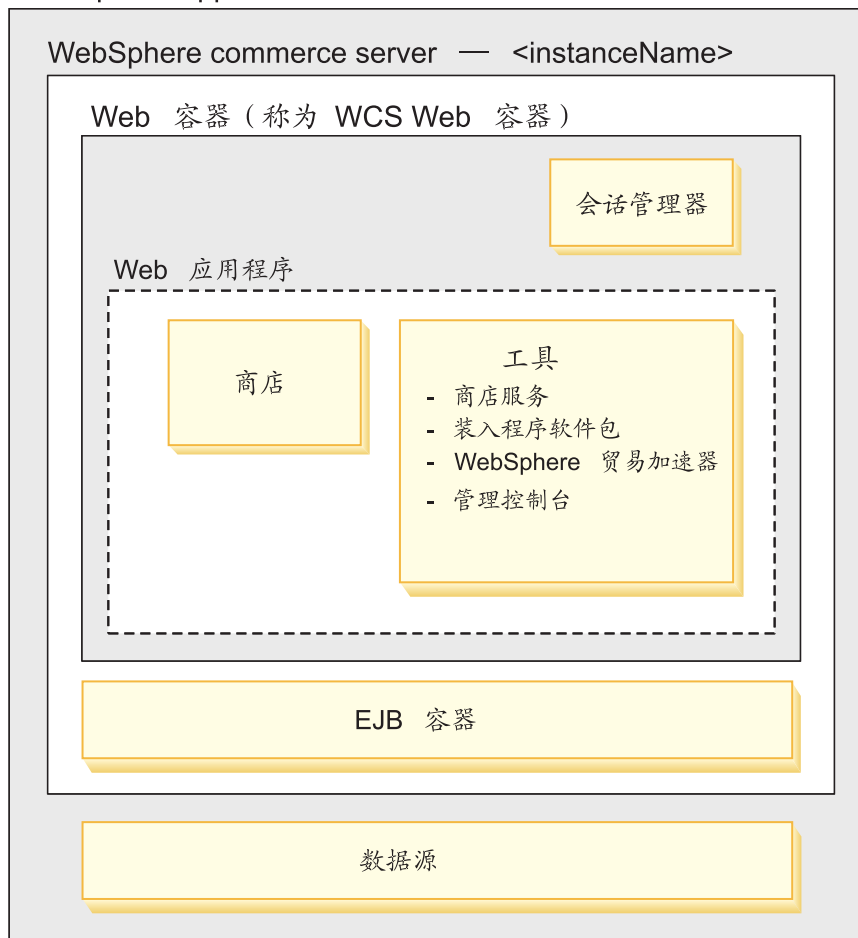 WebSphere commerce server — <instanceName>
Web 容器（称为 WCS Web 容器）
会话管理器
Web 应用程序
商店
工具
- 商店服务
- 装入程序软件包
- WebSphere 贸易加速器
- 管理控制台
EJB 容器
数据源